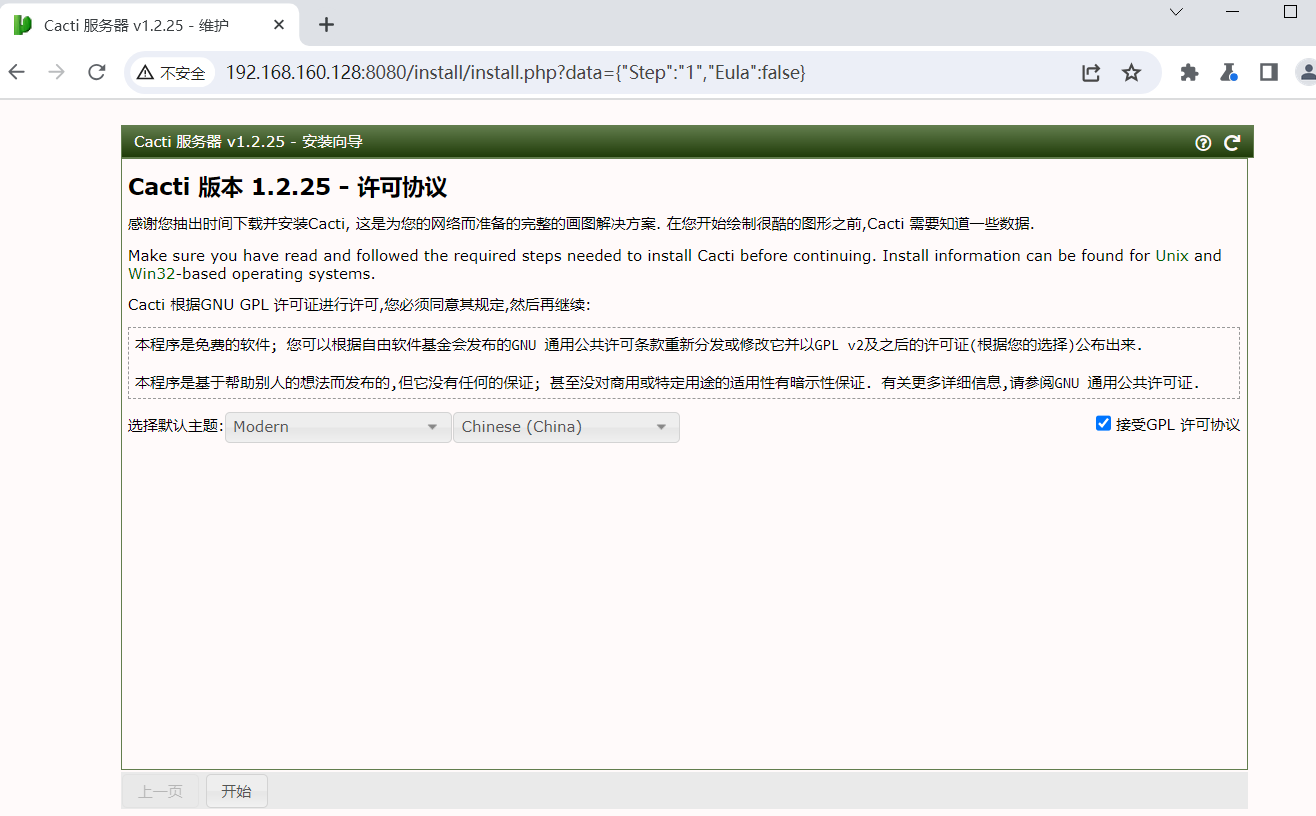 Cacti 服务器 v1.2.25 - 维护
不安全 192.168.160.128:8080/install/install.php?data={"Step":"1","Eula":false}
Cacti 服务器 v1.2.25 - 安装向导
Cacti 版本 1.2.25 - 许可协议
感谢您抽出时间下载并安装Cacti, 这是为您的网络而准备的完整的画图解决方案. 在您开始绘制很酷的图形之前,Cacti 需要知道一些数据.
Make sure you have read and followed the required steps needed to install Cacti before continuing. Install information can be found for Unix and
Win32-based operating systems.
Cacti 根据GNU GPL 许可证进行许可,您必须同意其规定,然后再继续:
本程序是免费的软件; 您可以根据自由软件基金会发布的GNU 通用公共许可条款重新分发或修改它并以GPL v2及之后的许可证(根据您的选择)公布出来.
本程序是基于帮助别人的想法而发布的,但它没有任何的保证; 甚至没对商用或特定用途的适用性有暗示性保证. 有关更多详细信息,请参阅GNU 通用公共许可证.
选择默认主题: Modern Chinese (China) 接受GPL 许可协议
上一页 开始